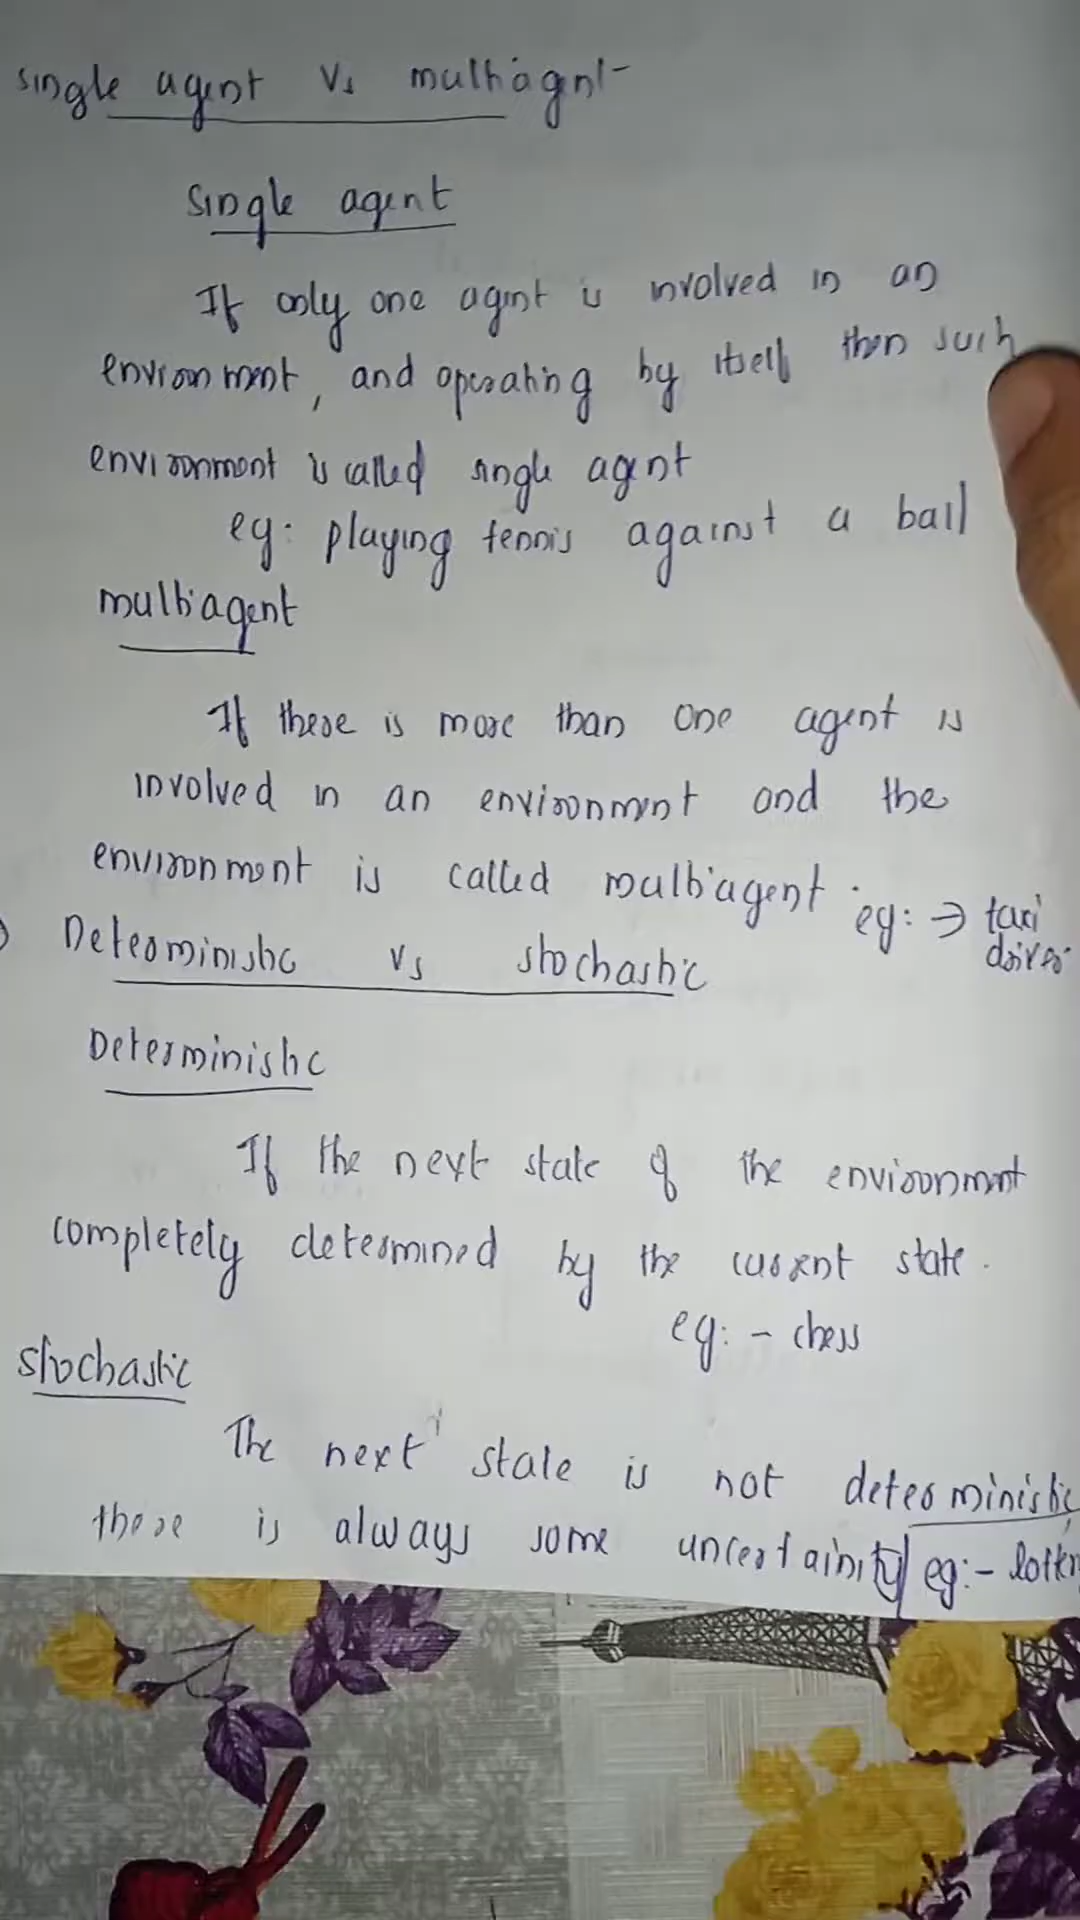 single agent Vs multiagnt
Single agent
If only one agent is involved in an
environment, and operating by itself then such
environment is called single agent
eg: playing tennis against a ball
multiagent
If there is more than one agent is
involved in an environment and the
environment is called multiagent. eg: → taxi driver
Deterministic vs stochastic
Deterministic
If the next state of the environment
completely determined by the current state.
eg: - chess
stochastic
The next state is not deterministic,
there is always some uncertainity eg:-